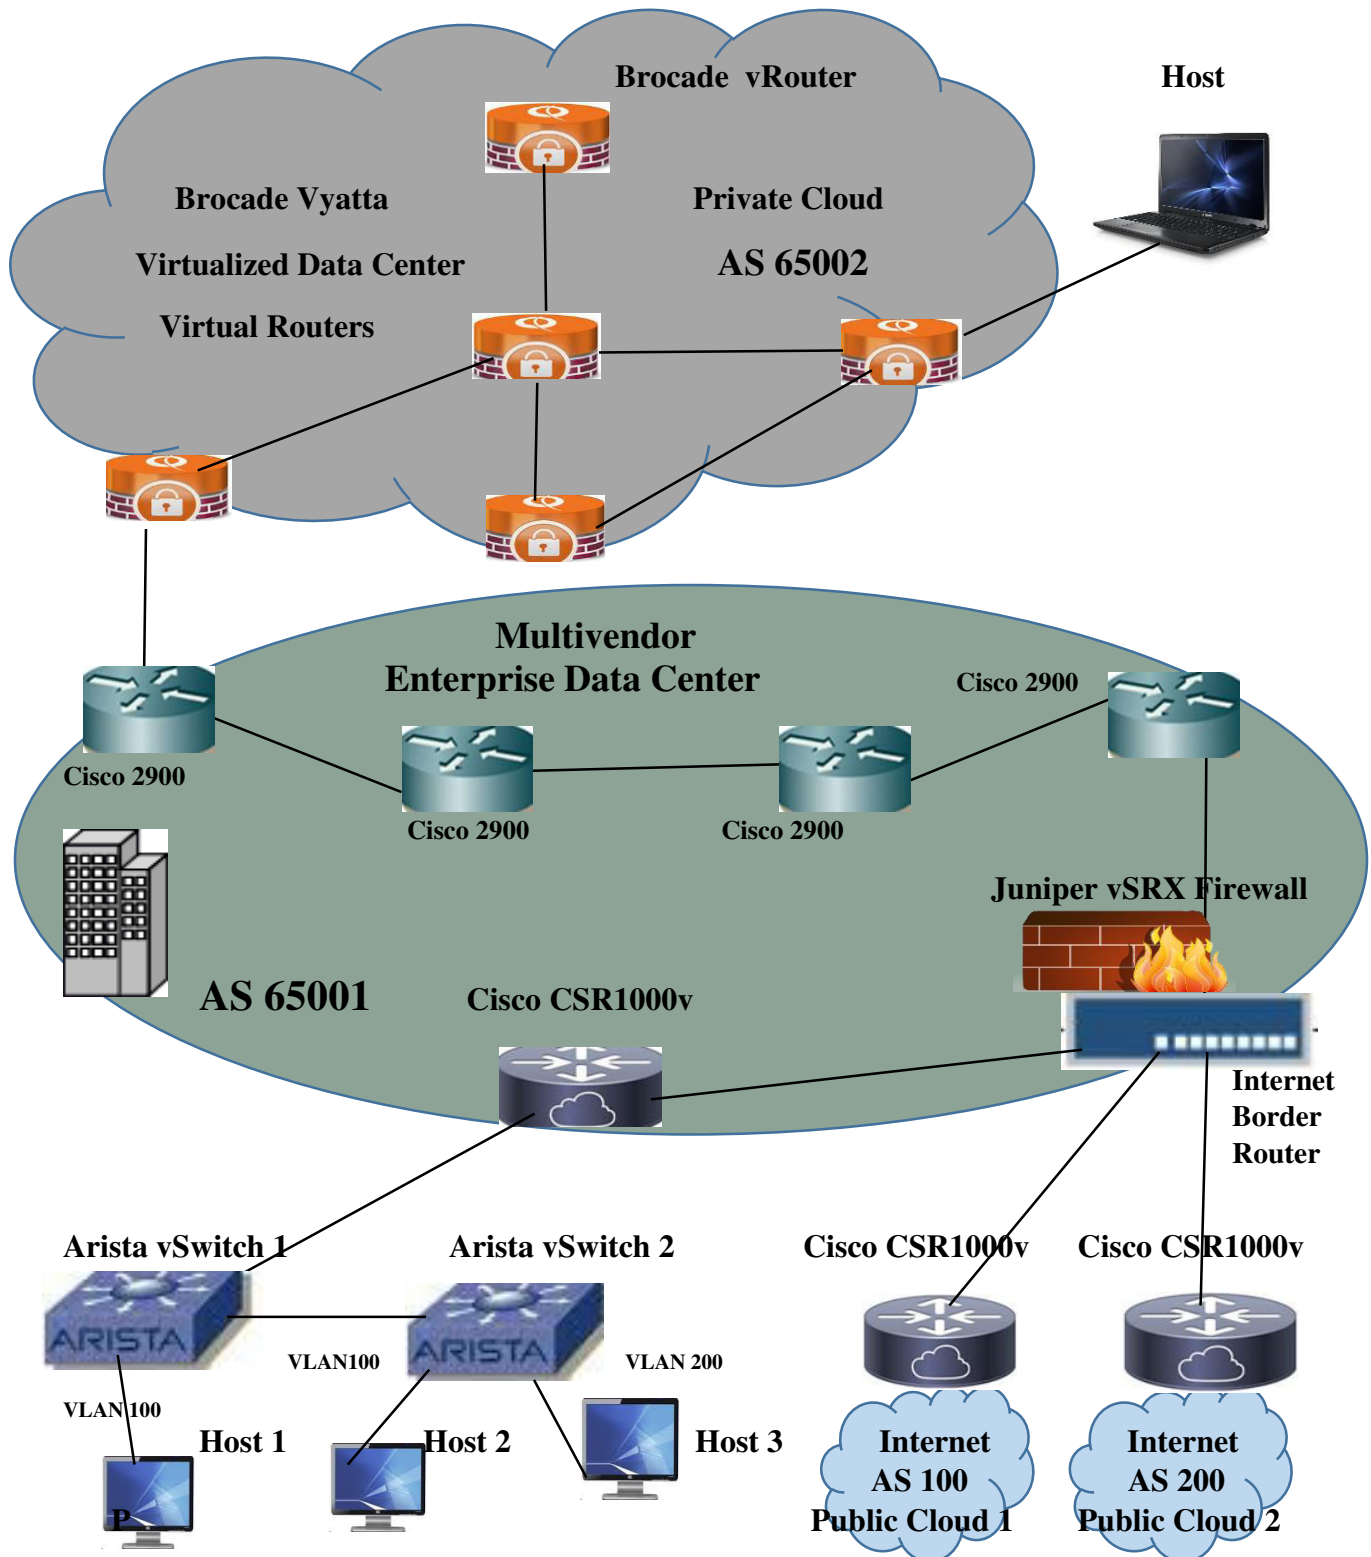 Brocade  vRouter
Host
Brocade Vyatta
Private Cloud
Virtualized Data Center
AS 65002
Virtual Routers
Multivendor
Enterprise Data Center
Cisco 2900
Cisco 2900
Cisco 2900
Cisco 2900
Juniper vSRX Firewall
AS 65001
Cisco CSR1000v
Internet
Border
Router
Arista vSwitch 1
Arista vSwitch 2
Cisco CSR1000v
Cisco CSR1000v
ARISTA
ARISTA
VLAN100
VLAN 200
VLAN 100
Host 1
Host 2
Host 3
P
Internet
AS 100
Public Cloud 1
Internet
AS 200
Public Cloud 2